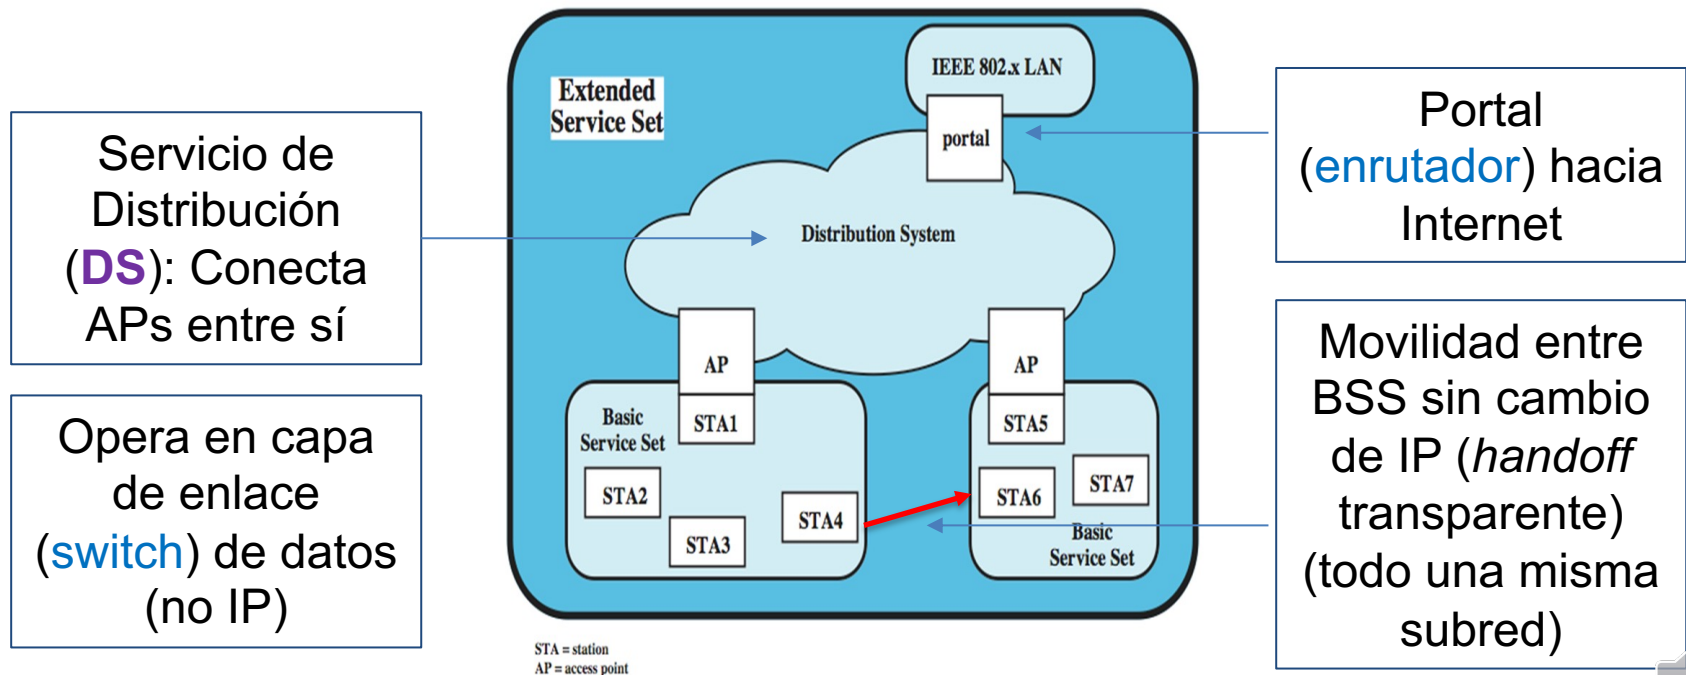 Servicio de
Distribución
(DS): Conecta
APs entre sí
Opera en capa
de enlace
(switch) de datos
(no IP)
Extended
Service Set
IEEE 802.x LAN
portal
Distribution System
AP
AP
Basic
Service Set
STA1
STA2
STA3
STA4
STA5
STA6
STA7
Basic
Service Set
STA = station
AP = access point
Portal
(enrutador) hacia
Internet
Movilidad entre
BSS sin cambio
de IP (handoff
transparente)
(todo una misma
subred)